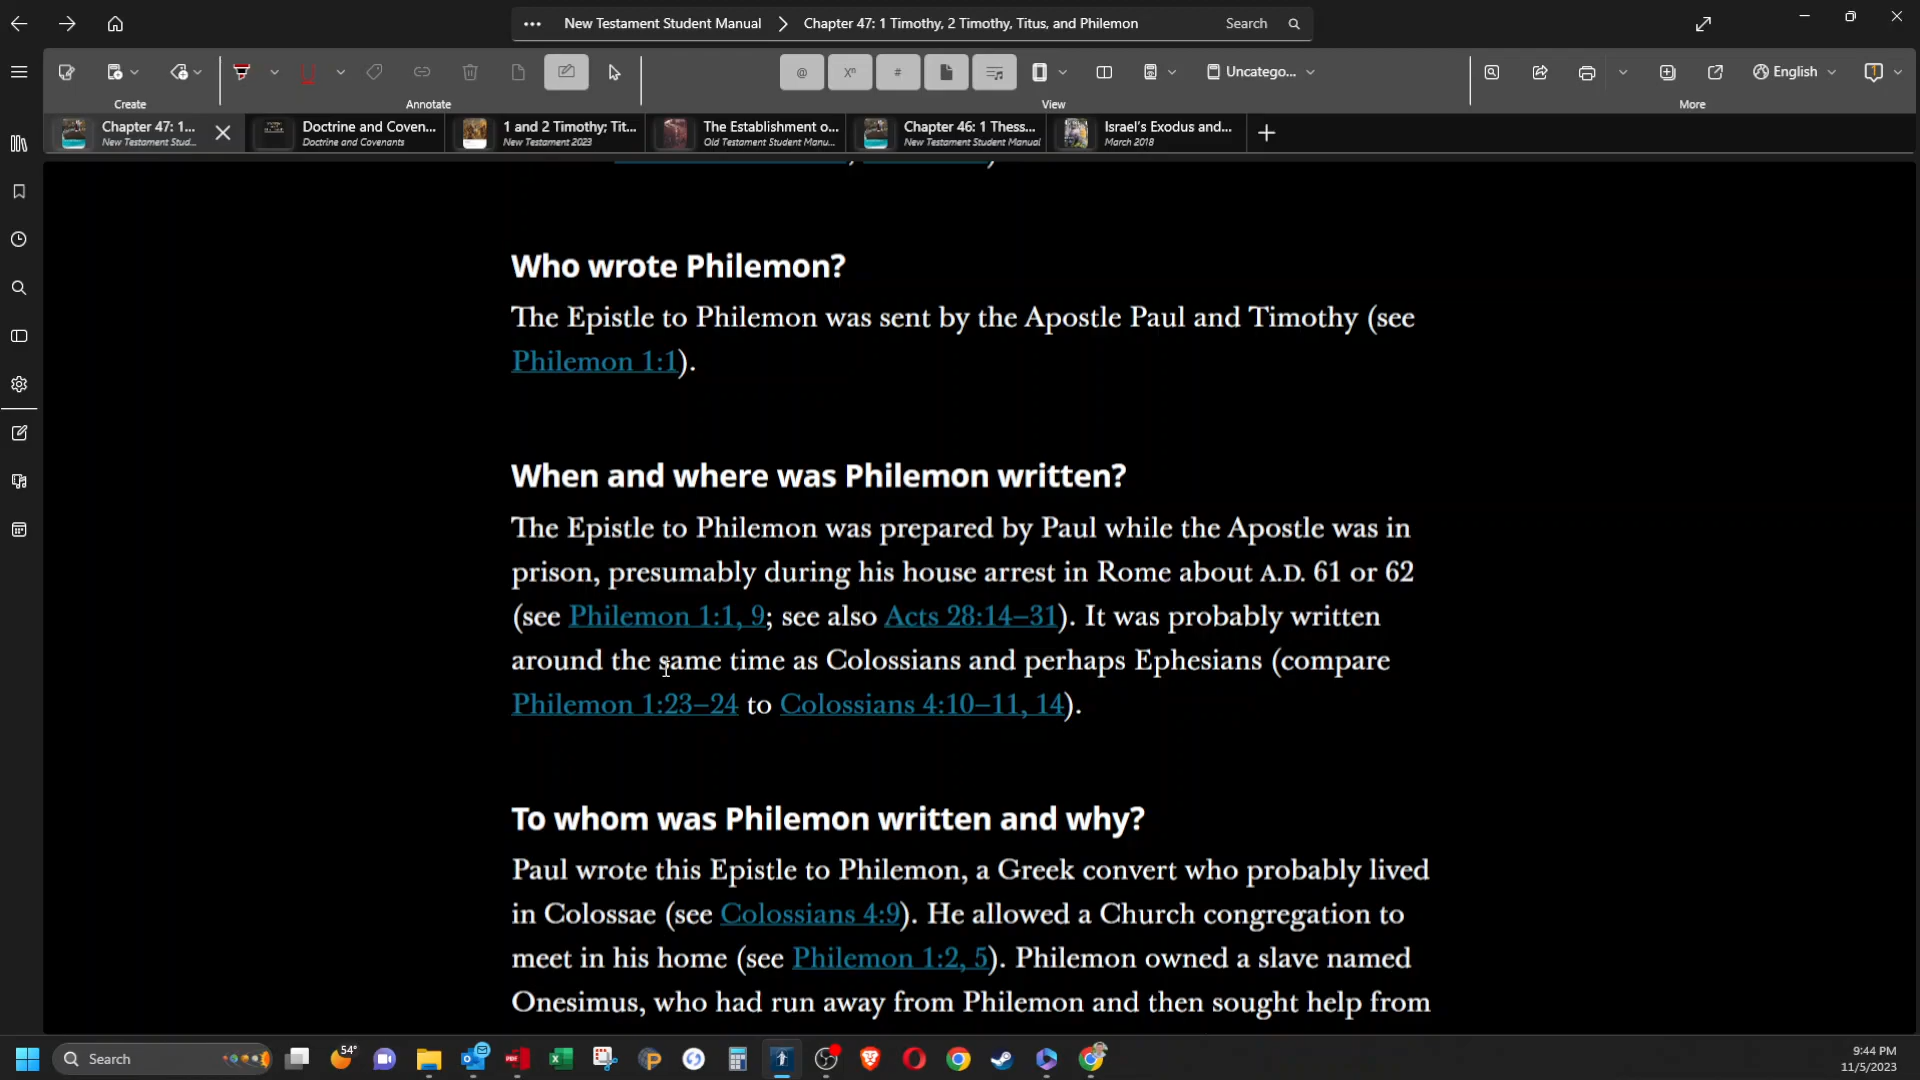 New Testament Student Manual
Chapter 47: 1 Timothy, 2 Timothy, Titus, and Philemon
Search
@
Xⁿ
#
Uncatego...
English
1
Create
Annotate
View
More
Chapter 47: 1...
New Testament Stud...
Doctrine and Coven...
Doctrine and Covenants
1 and 2 Timothy; Tit...
New Testament 2023
The Establishment o...
Old Testament Student Manu...
Chapter 46: 1 Thess...
New Testament Student Manual
Israel's Exodus and...
March 2018
Who wrote Philemon?
The Epistle to Philemon was sent by the Apostle Paul and Timothy (see
Philemon 1:1).
When and where was Philemon written?
The Epistle to Philemon was prepared by Paul while the Apostle was in
prison, presumably during his house arrest in Rome about A.D. 61 or 62
(see Philemon 1:1, 9; see also Acts 28:14–31). It was probably written
around the same time as Colossians and perhaps Ephesians (compare
Philemon 1:23–24 to Colossians 4:10–11, 14).
To whom was Philemon written and why?
Paul wrote this Epistle to Philemon, a Greek convert who probably lived
in Colossae (see Colossians 4:9). He allowed a Church congregation to
meet in his home (see Philemon 1:2, 5). Philemon owned a slave named
Onesimus, who had run away from Philemon and then sought help from
Search
54°
PDF
9:44 PM
11/5/2023